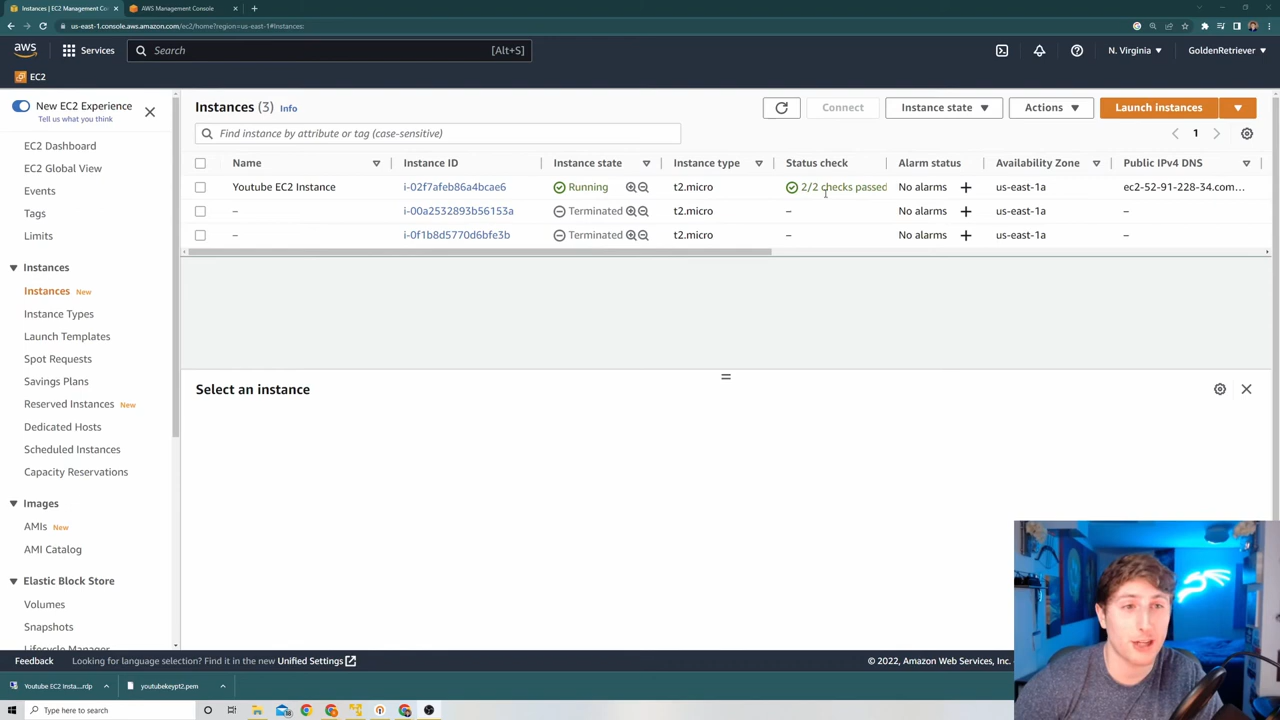 Instances | EC2 Management Co
AWS Management Console
us-east-1.console.aws.amazon.com/ec2/home?region=us-east-1#Instances:
aws
Services
Search
[Alt+S]
N. Virginia
GoldenRetriever
EC2
New EC2 Experience
Tell us what you think
EC2 Dashboard
EC2 Global View
Events
Tags
Limits
Instances
Instances New
Instance Types
Launch Templates
Spot Requests
Savings Plans
Reserved Instances New
Dedicated Hosts
Scheduled Instances
Capacity Reservations
Images
AMIs New
AMI Catalog
Elastic Block Store
Volumes
Snapshots
Lifecycle Manager
Instances (3) Info
Connect
Instance state
Actions
Launch instances
Find instance by attribute or tag (case-sensitive)
1
Name Instance ID Instance state Instance type Status check Alarm status Availability Zone Public IPv4 DNS
Youtube EC2 Instance i-02f7afeb86a4bcae6 Running t2.micro 2/2 checks passed No alarms + us-east-1a ec2-52-91-228-34.com...
– i-00a2532893b56153a Terminated t2.micro – No alarms + us-east-1a –
– i-0f1b8d5770d6bfe3b Terminated t2.micro – No alarms + us-east-1a –
Select an instance
Feedback
Looking for language selection? Find it in the new Unified Settings
© 2022, Amazon Web Services, In
Youtube EC2 Insta....rdp
youtubekeypt2.pem
Type here to search